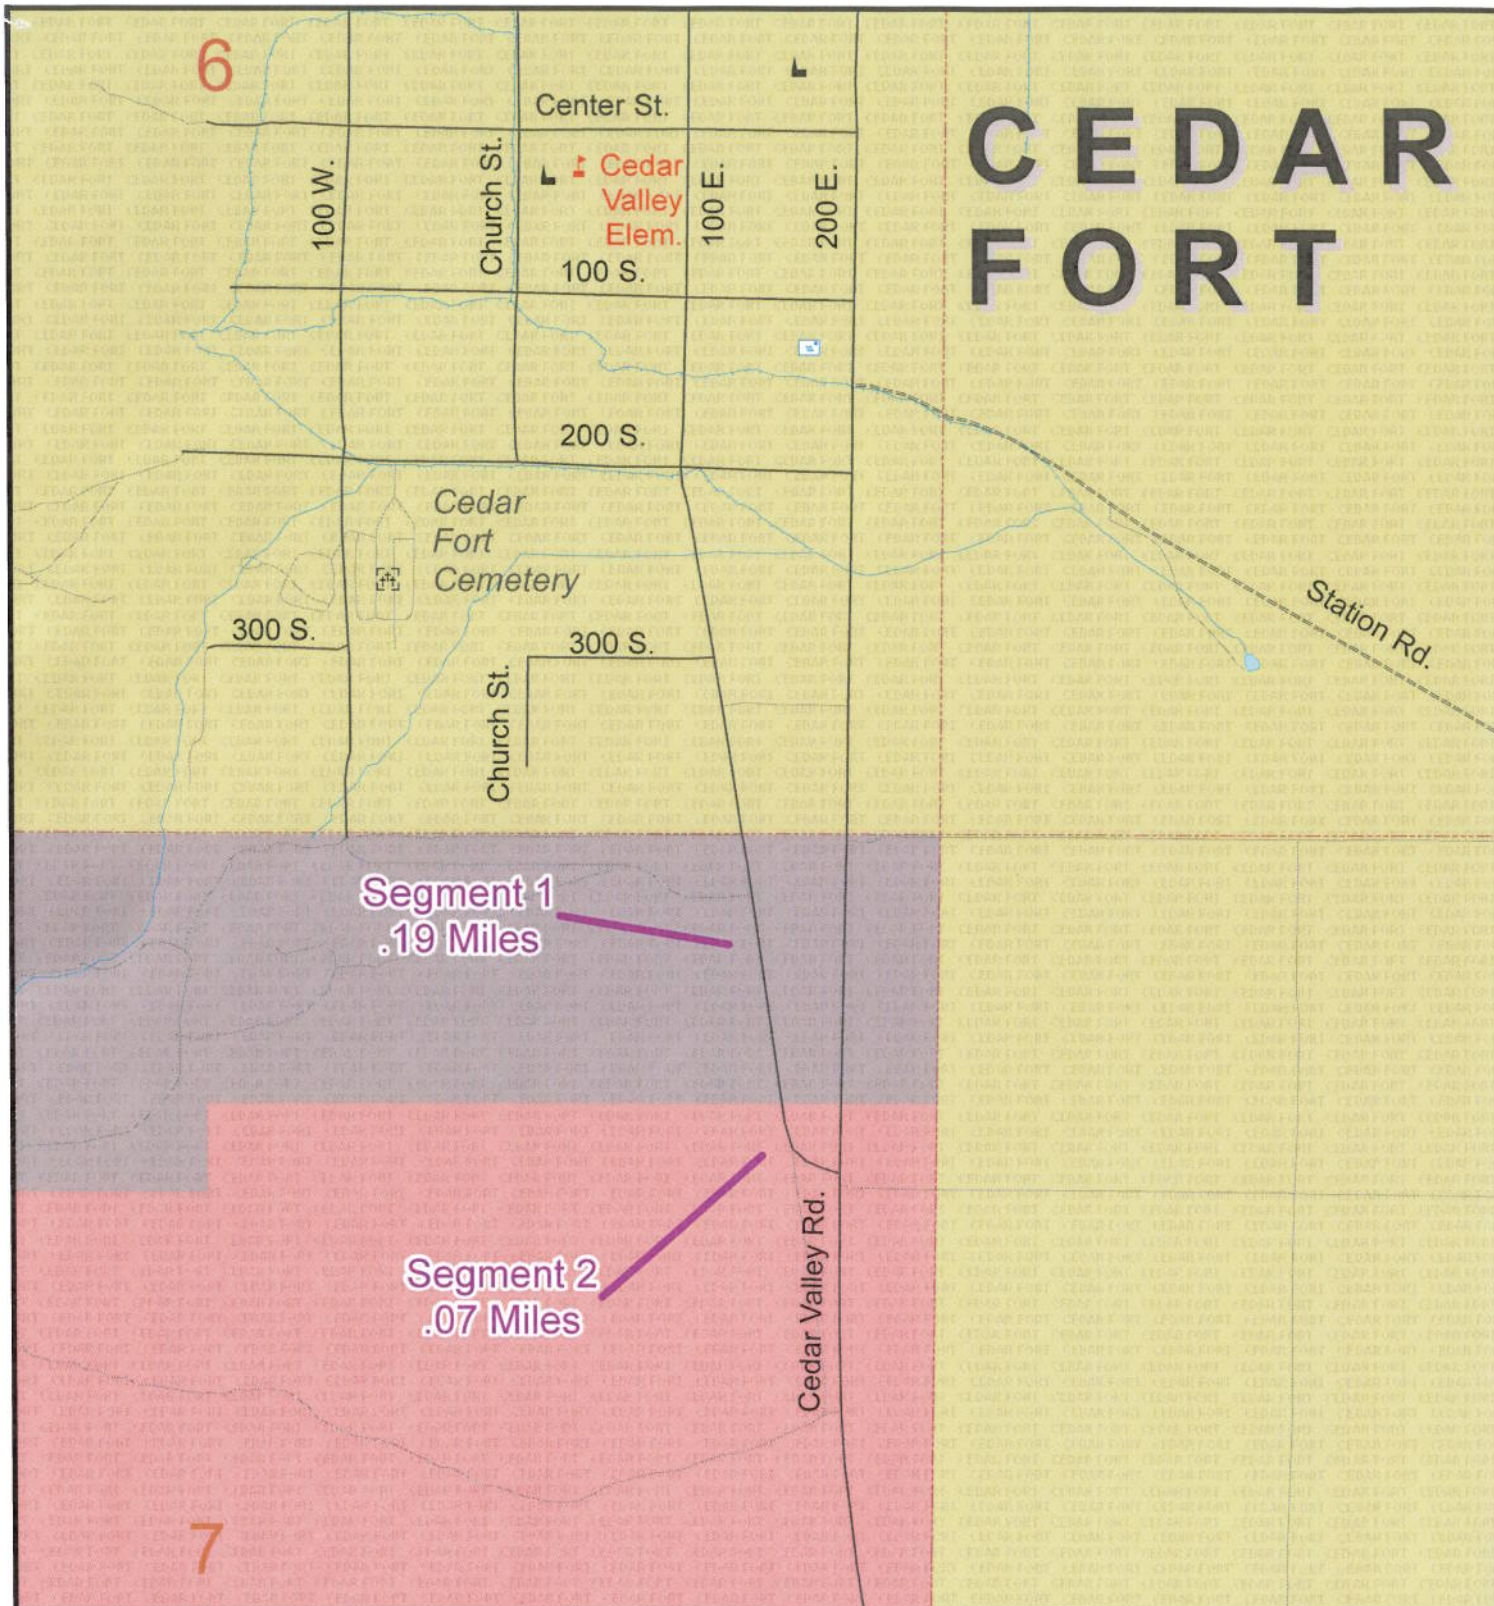 6
CEDAR
FORT
Center St.
100 W.
Church St.
Cedar
Valley
Elem.
100 E.
200 E.
100 S.
200 S.
Cedar
Fort
Cemetery
300 S.
300 S.
Church St.
Station Rd.
Segment 1
.19 Miles
Segment 2
.07 Miles
Cedar Valley Rd.
7